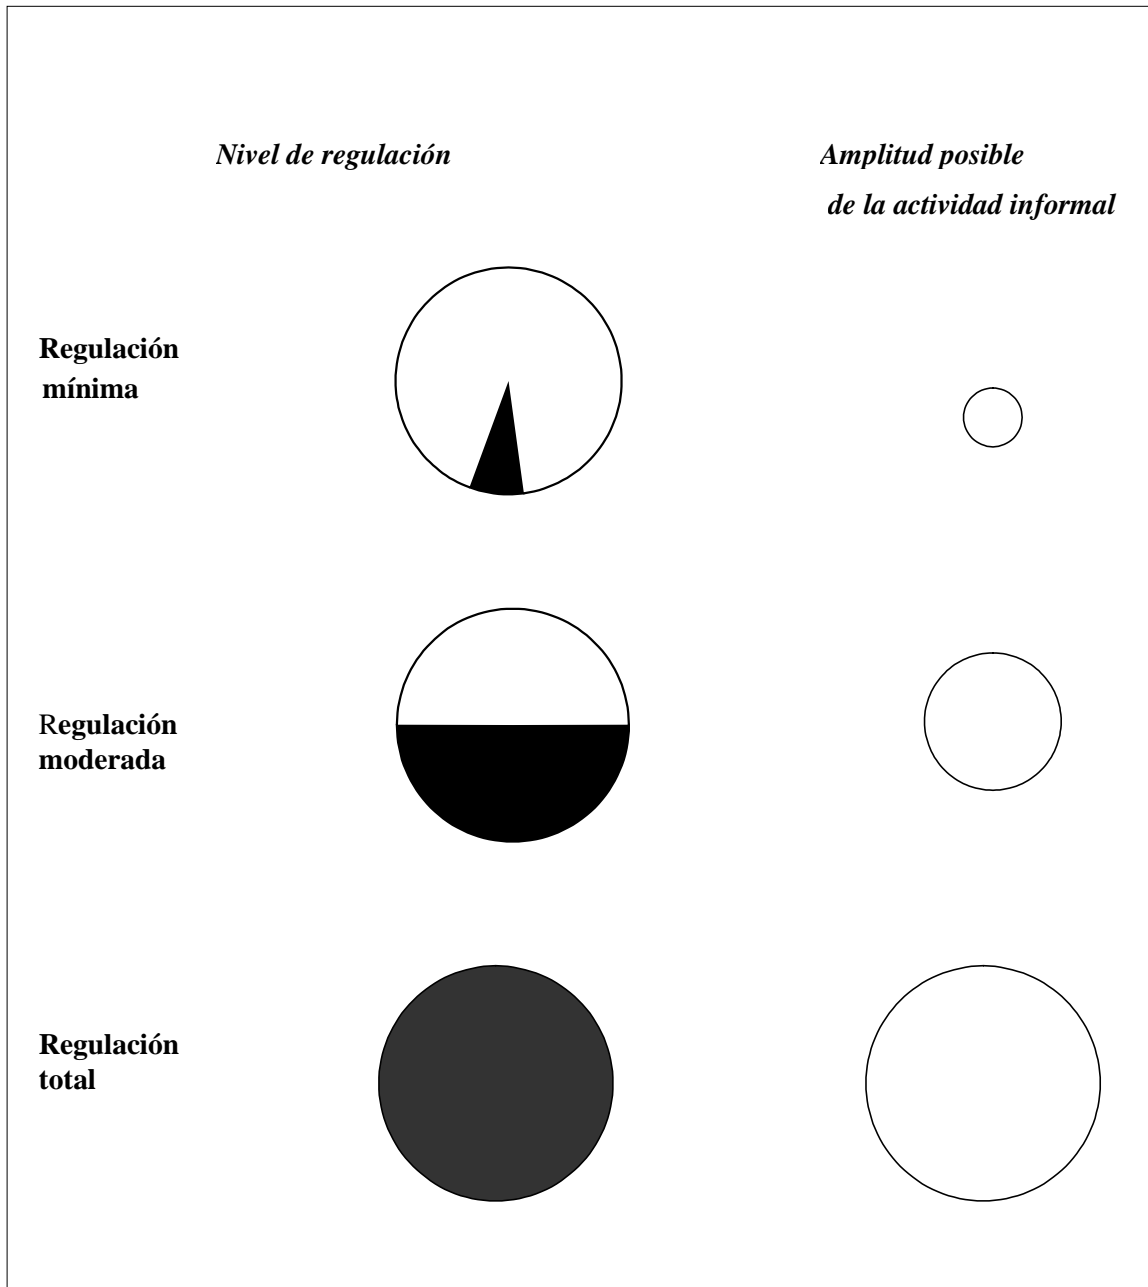 Nivel de regulación
Amplitud posible
de la actividad informal
Regulación
mínima
Regulación
moderada
Regulación
total